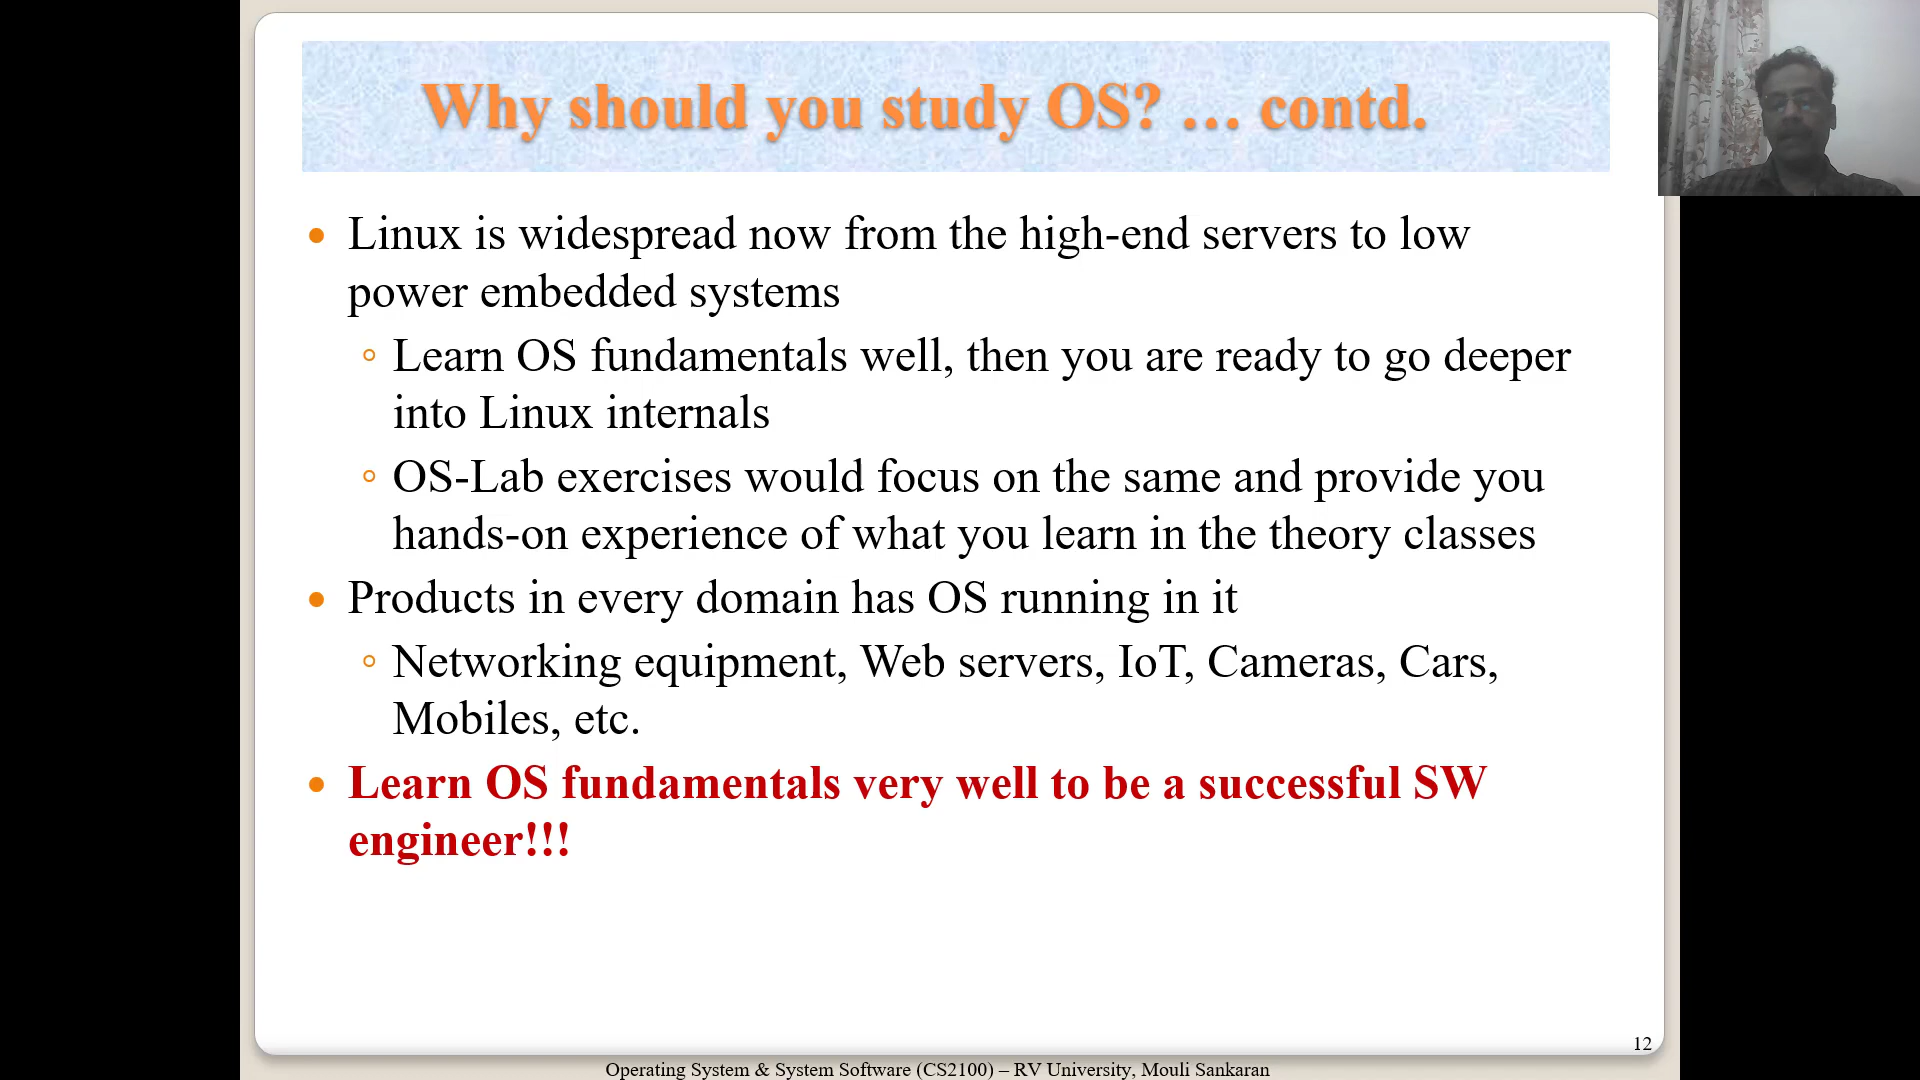 Why should you study OS? … contd.
• Linux is widespread now from the high-end servers to low
power embedded systems
◦ Learn OS fundamentals well, then you are ready to go deeper
into Linux internals
◦ OS-Lab exercises would focus on the same and provide you
hands-on experience of what you learn in the theory classes
• Products in every domain has OS running in it
◦ Networking equipment, Web servers, IoT, Cameras, Cars,
Mobiles, etc.
• Learn OS fundamentals very well to be a successful SW
engineer!!!
12
Operating System & System Software (CS2100) – RV University, Mouli Sankaran